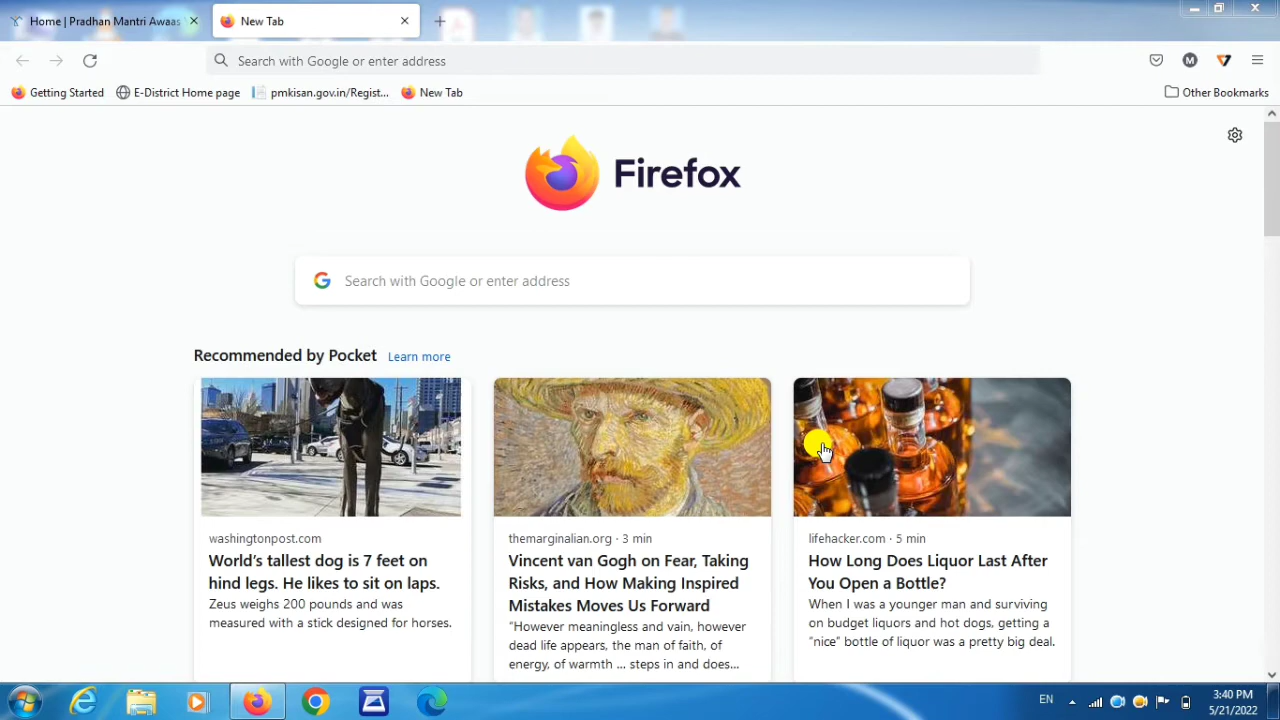 Home | Pradhan Mantri Awaas
New Tab
Search with Google or enter address
M
Getting Started
E-District Home page
pmkisan.gov.in/Regist...
New Tab
Other Bookmarks
Firefox
Search with Google or enter address
Recommended by Pocket Learn more
washingtonpost.com
World's tallest dog is 7 feet on
hind legs. He likes to sit on laps.
Zeus weighs 200 pounds and was
measured with a stick designed for horses.
themarginalian.org · 3 min
Vincent van Gogh on Fear, Taking
Risks, and How Making Inspired
Mistakes Moves Us Forward
“However meaningless and vain, however
dead life appears, the man of faith, of
energy, of warmth … steps in and does...
lifehacker.com · 5 min
How Long Does Liquor Last After
You Open a Bottle?
When I was a younger man and surviving
on budget liquors and hot dogs, getting a
“nice” bottle of liquor was a pretty big deal.
EN
3:40 PM
5/21/2022